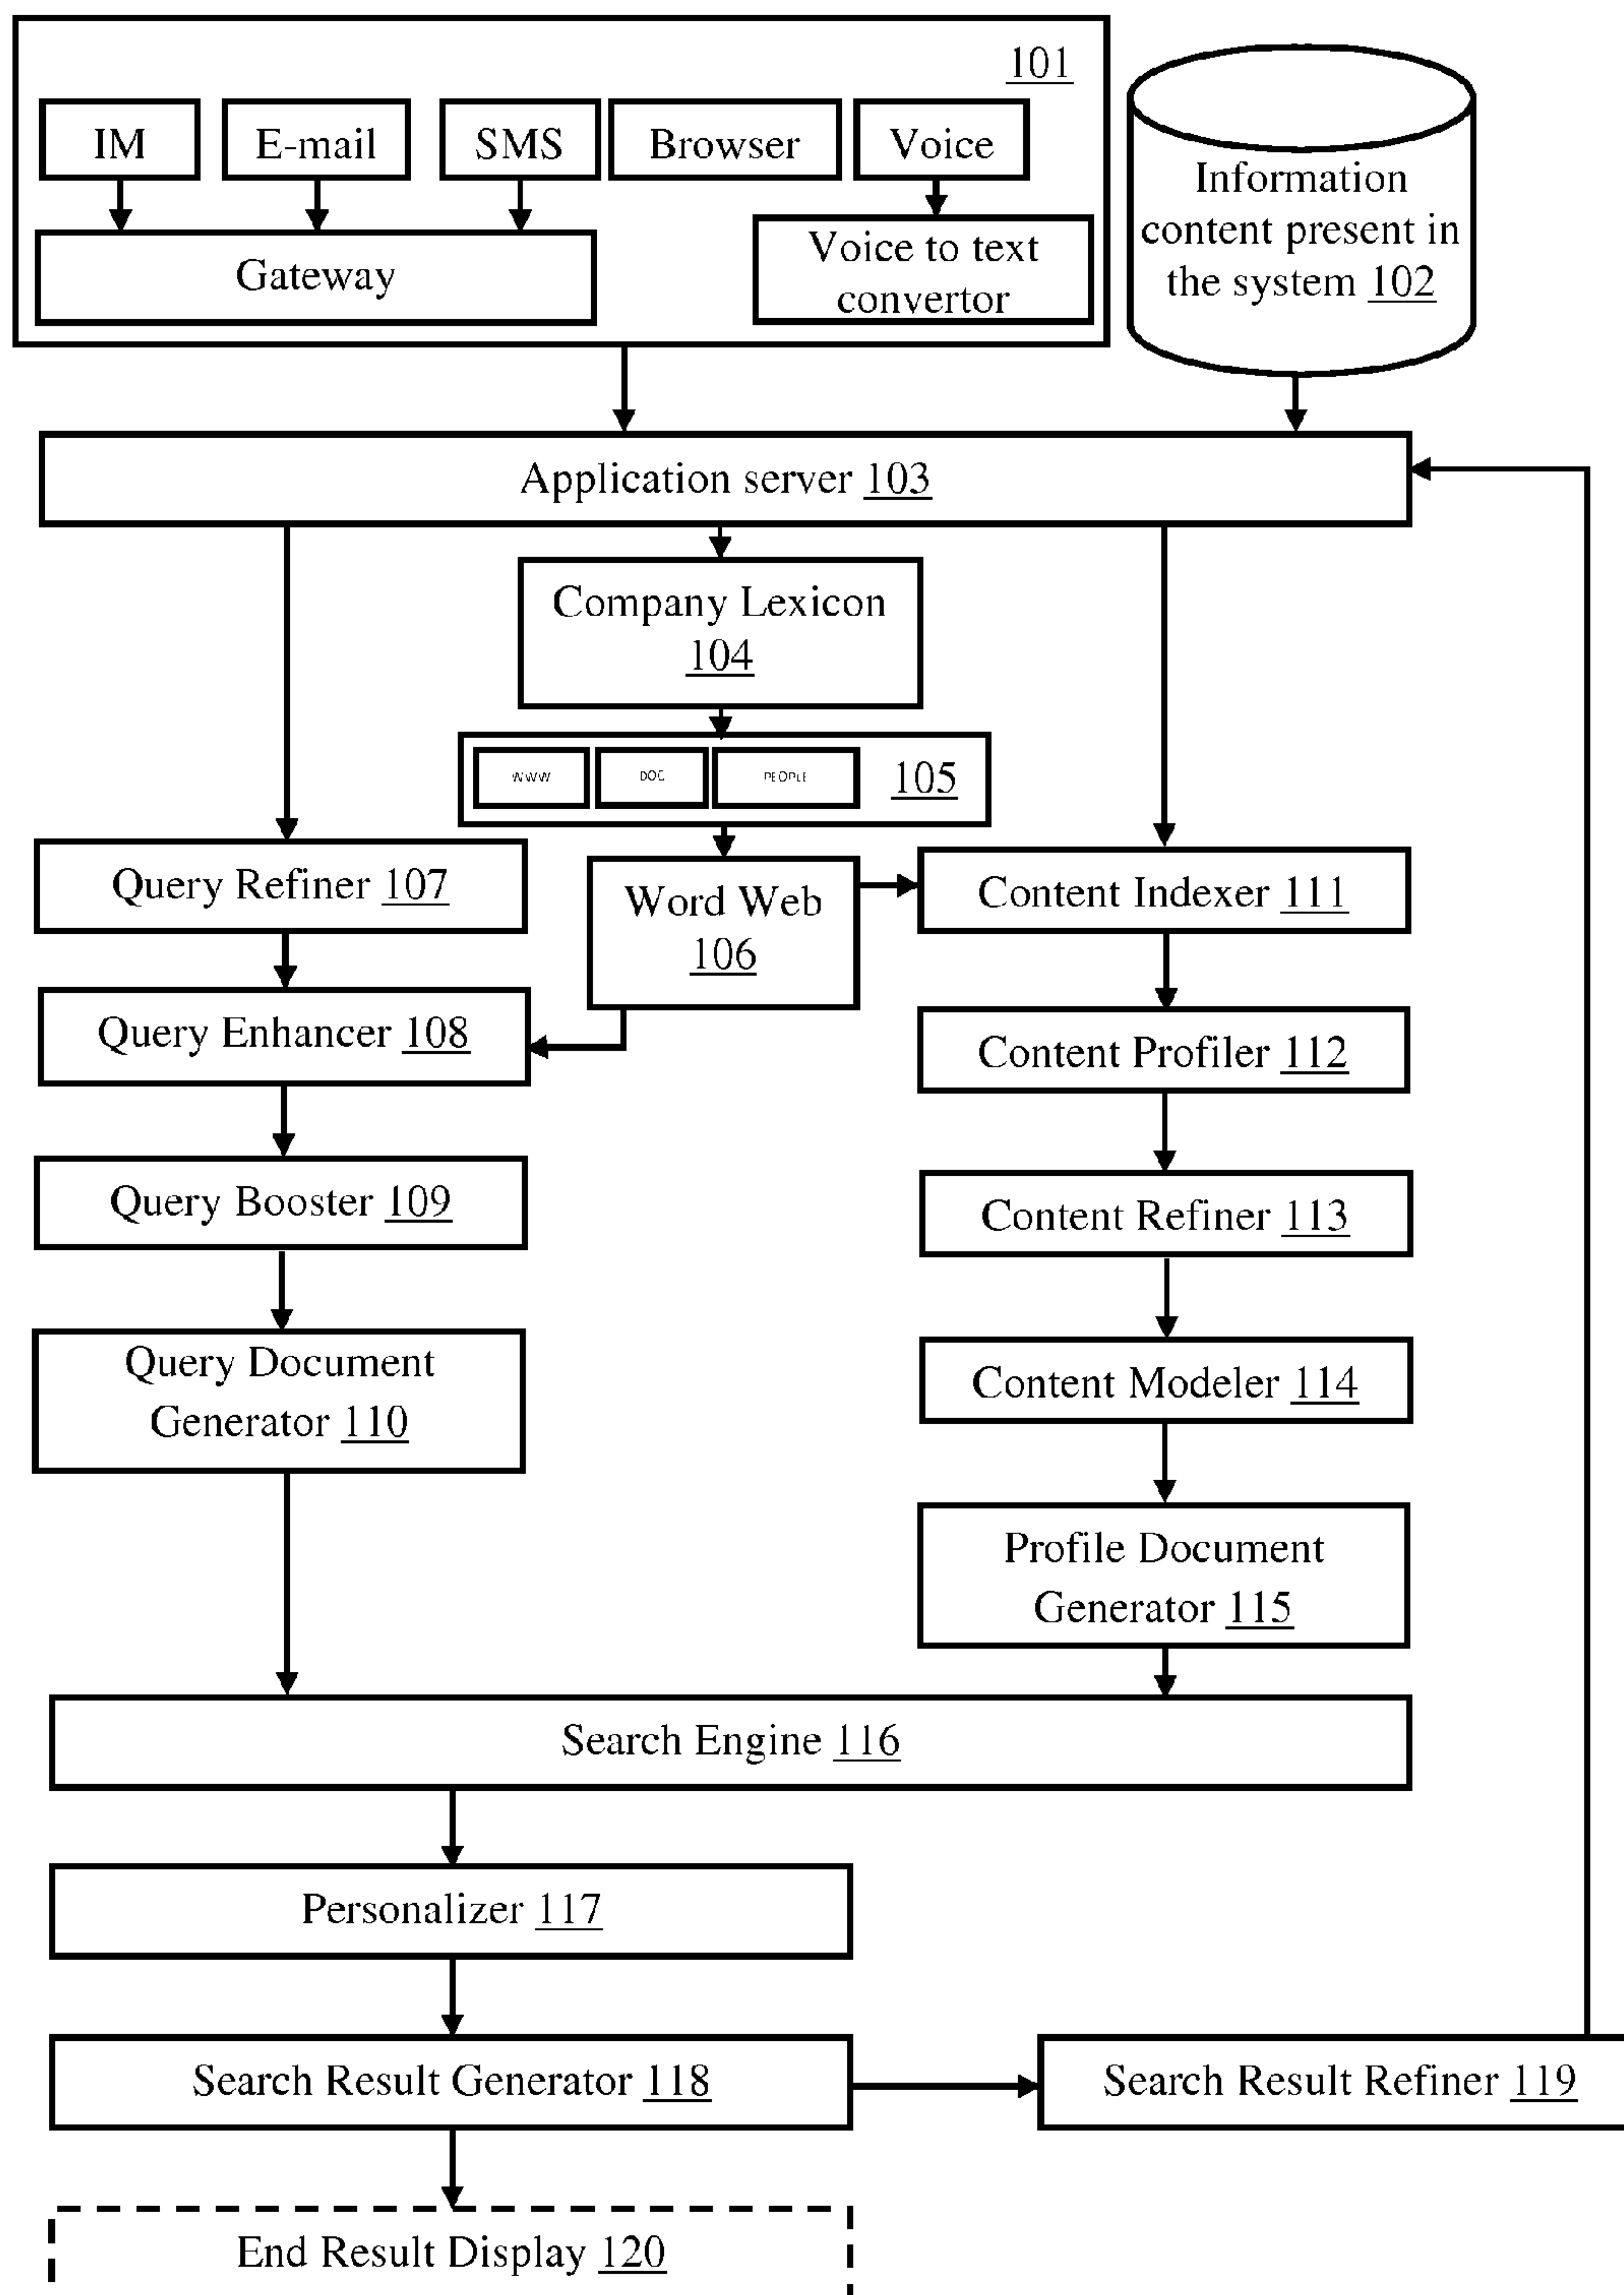 101
IM
E-mail
SMS
Browser
Voice
Gateway
Voice to text
convertor
Information
content present in
the system 102
Application server 103
Company Lexicon
104
WWW
DOC
PEOPLE
105
Query Refiner 107
Word Web
106
Content Indexer 111
Query Enhancer 108
Content Profiler 112
Query Booster 109
Content Refiner 113
Query Document
Generator 110
Content Modeler 114
Profile Document
Generator 115
Search Engine 116
Personalizer 117
Search Result Generator 118
Search Result Refiner 119
End Result Display 120